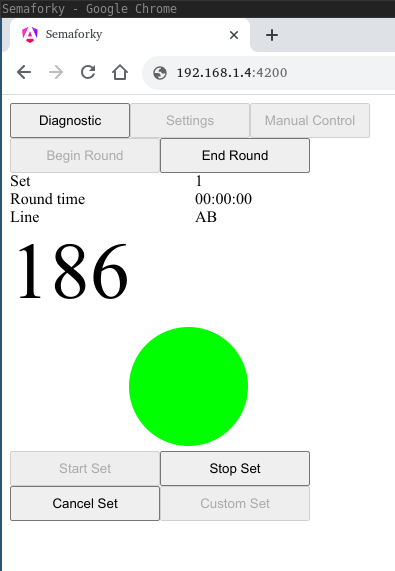 Semaforky - Google Chrome
Semaforky
192.168.1.4:4200
Diagnostic Settings Manual Control
Begin Round End Round
Set 1
Round time 00:00:00
Line AB
186
Start Set Stop Set
Cancel Set Custom Set